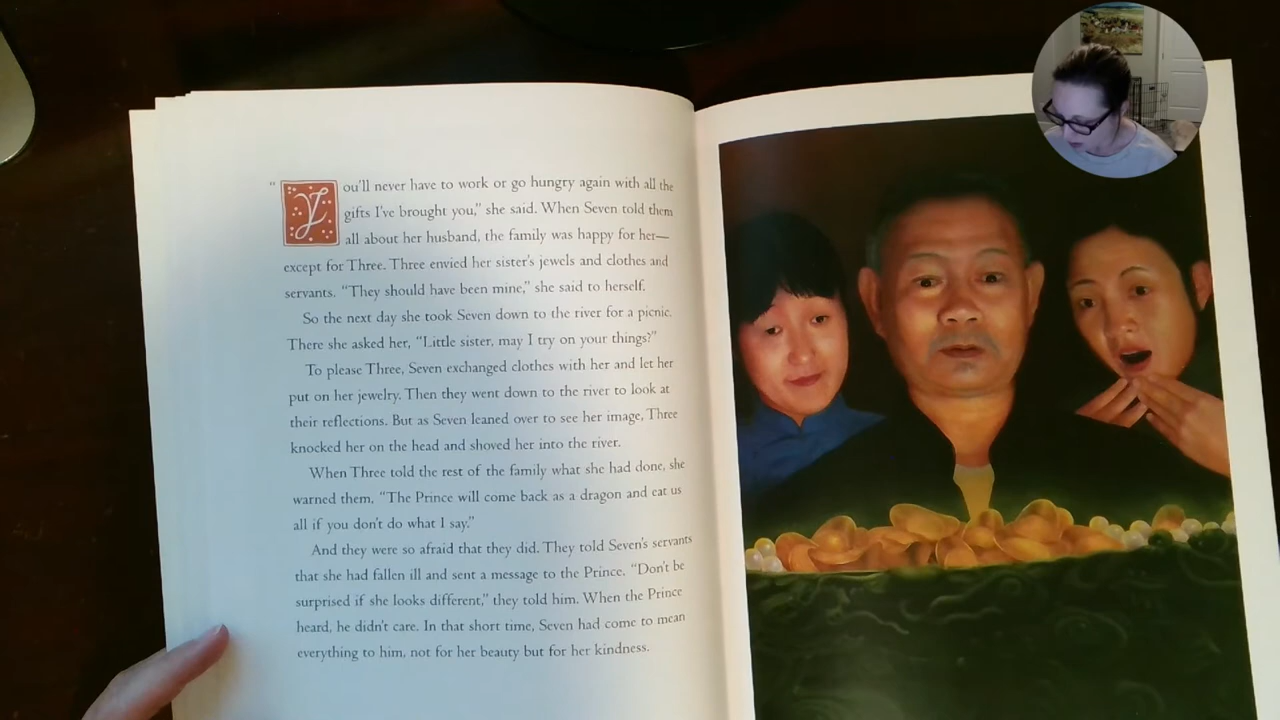 "You'll never have to work or go hungry again with all the
gifts I've brought you," she said. When Seven told them
all about her husband, the family was happy for her—
except for Three. Three envied her sister's jewels and clothes and
servants. "They should have been mine," she said to herself.
So the next day she took Seven down to the river for a picnic.
There she asked her, "Little sister, may I try on your things?"
To please Three, Seven exchanged clothes with her and let her
put on her jewelry. Then they went down to the river to look at
their reflections. But as Seven leaned over to see her image, Three
knocked her on the head and shoved her into the river.
When Three told the rest of the family what she had done, she
warned them. "The Prince will come back as a dragon and eat us
all if you don't do what I say."
And they were so afraid that they did. They told Seven's servants
that she had fallen ill and sent a message to the Prince. "Don't be
surprised if she looks different," they told him. When the Prince
heard, he didn't care. In that short time, Seven had come to mean
everything to him, not for her beauty but for her kindness.